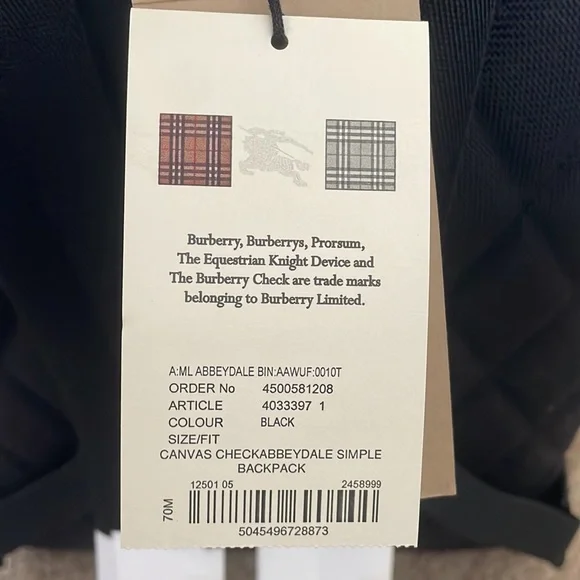 Burberry, Burberrys, Prorsum,
The Equestrian Knight Device and
The Burberry Check are trade marks
belonging to Burberry Limited.
A:ML ABBEYDALE BIN:AAWUF:0010T
ORDER No 4500581208
ARTICLE 4033397 1
COLOUR BLACK
SIZE/FIT
CANVAS CHECKABBEYDALE SIMPLE
BACKPACK
12501 05 2458999
70M
5045496728873